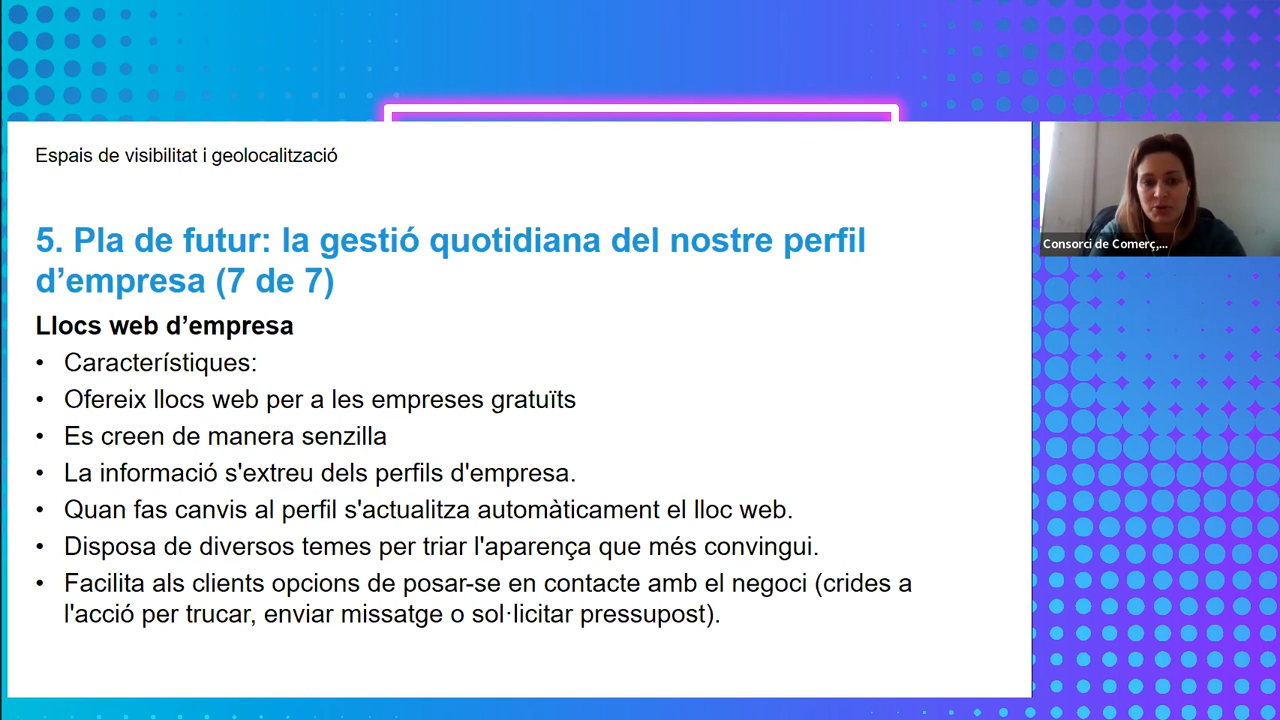 Espais de visibilitat i geolocalització
5. Pla de futur: la gestió quotidiana del nostre perfil
d’empresa (7 de 7)
Llocs web d’empresa
• Característiques:
• Ofereix llocs web per a les empreses gratuïts
• Es creen de manera senzilla
• La informació s'extreu dels perfils d'empresa.
• Quan fas canvis al perfil s'actualitza automàticament el lloc web.
• Disposa de diversos temes per triar l'aparença que més convingui.
• Facilita als clients opcions de posar-se en contacte amb el negoci (crides a
l'acció per trucar, enviar missatge o sol·licitar pressupost).
Consorci de Comerç,...